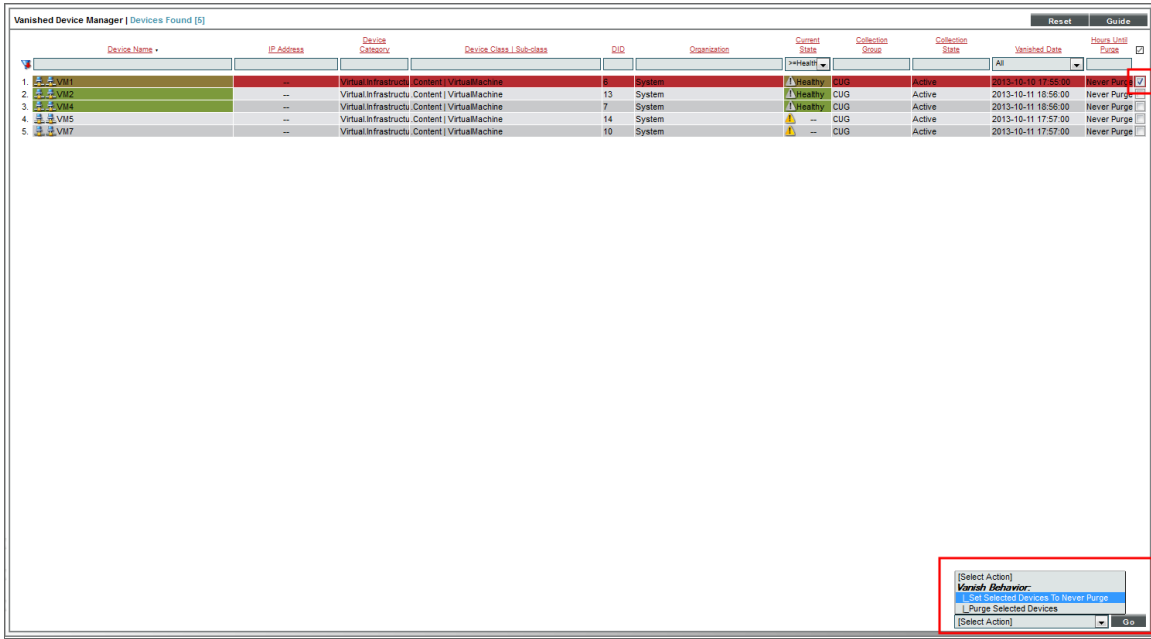 Vanished Device Manager | Devices Found [5] Reset Guide
Device Name IP Address Device Category Device Class | Sub-class DID Organization Current State Collection Group Collection State Vanished Date Hours Until Purge
>=Health All
1. VM1 -- Virtual.Infrastructu. Content | VirtualMachine 6 System Healthy CUG Active 2013-10-10 17:55:00 Never Purge
2. VM2 -- Virtual.Infrastructu. Content | VirtualMachine 13 System Healthy CUG Active 2013-10-11 18:56:00 Never Purge
3. VM4 -- Virtual.Infrastructu. Content | VirtualMachine 7 System Healthy CUG Active 2013-10-11 18:56:00 Never Purge
4. VM5 -- Virtual.Infrastructu. Content | VirtualMachine 14 System -- CUG Active 2013-10-11 17:57:00 Never Purge
5. VM7 -- Virtual.Infrastructu. Content | VirtualMachine 10 System -- CUG Active 2013-10-11 17:57:00 Never Purge
[Select Action]
Vanish Behavior:
|_Set Selected Devices To Never Purge
|_Purge Selected Devices
[Select Action] Go